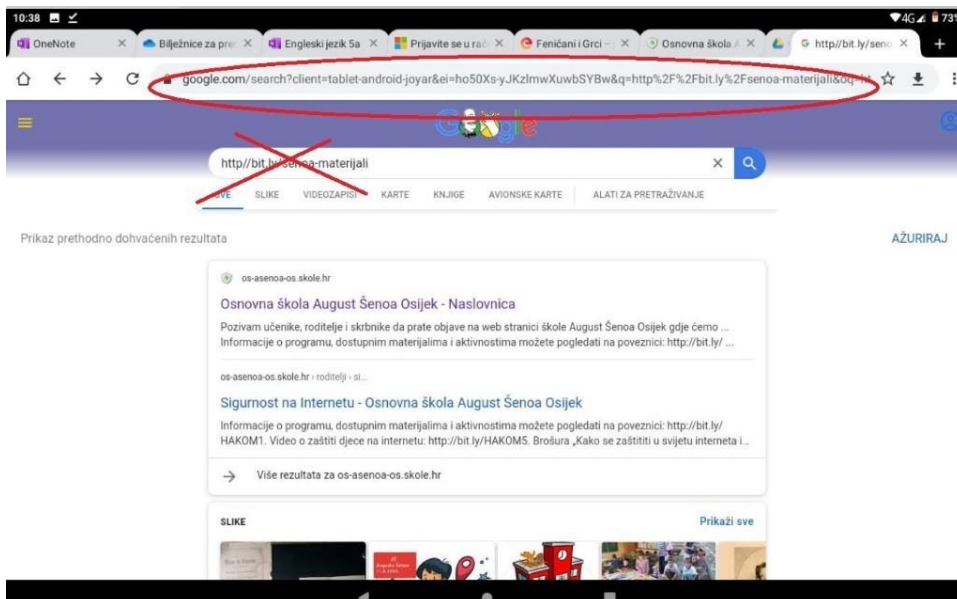 10:38 4G 73%
OneNote Bilježnice za pre Engleski jezik 5a Prijavite se u rač Feničani i Grci – Osnovna škola A http//bit.ly/seno
google.com/search?client=tablet-android-joyar&ei=ho50Xs-yJKzlmwXuwbSYBw&q=http%2F%2Fbit.ly%2Fsenoa-materijali&oq=ht
Google
http//bit.ly/senoa-materijali
SVE SLIKE VIDEOZAPISI KARTE KNJIGE AVIONSKE KARTE ALATI ZA PRETRAŽIVANJE
Prikaz prethodno dohvaćenih rezultata AŽURIRAJ
os-asenoa-os.skole.hr
Osnovna škola August Šenoa Osijek - Naslovnica
Pozivam učenike, roditelje i skrbnike da prate objave na web stranici škole August Šenoa Osijek gdje ćemo ...
Informacije o programu, dostupnim materijalima i aktivnostima možete pogledati na poveznici: http://bit.ly/ ...
os-asenoa-os.skole.hr › roditelji › si...
Sigurnost na Internetu - Osnovna škola August Šenoa Osijek
Informacije o programu, dostupnim materijalima i aktivnostima možete pogledati na poveznici: http://bit.ly/
HAKOM1. Video o zaštiti djece na internetu: http://bit.ly/HAKOM5. Brošura „Kako se zaštititi u svijetu interneta i...
Više rezultata za os-asenoa-os.skole.hr
SLIKE Prikaži sve